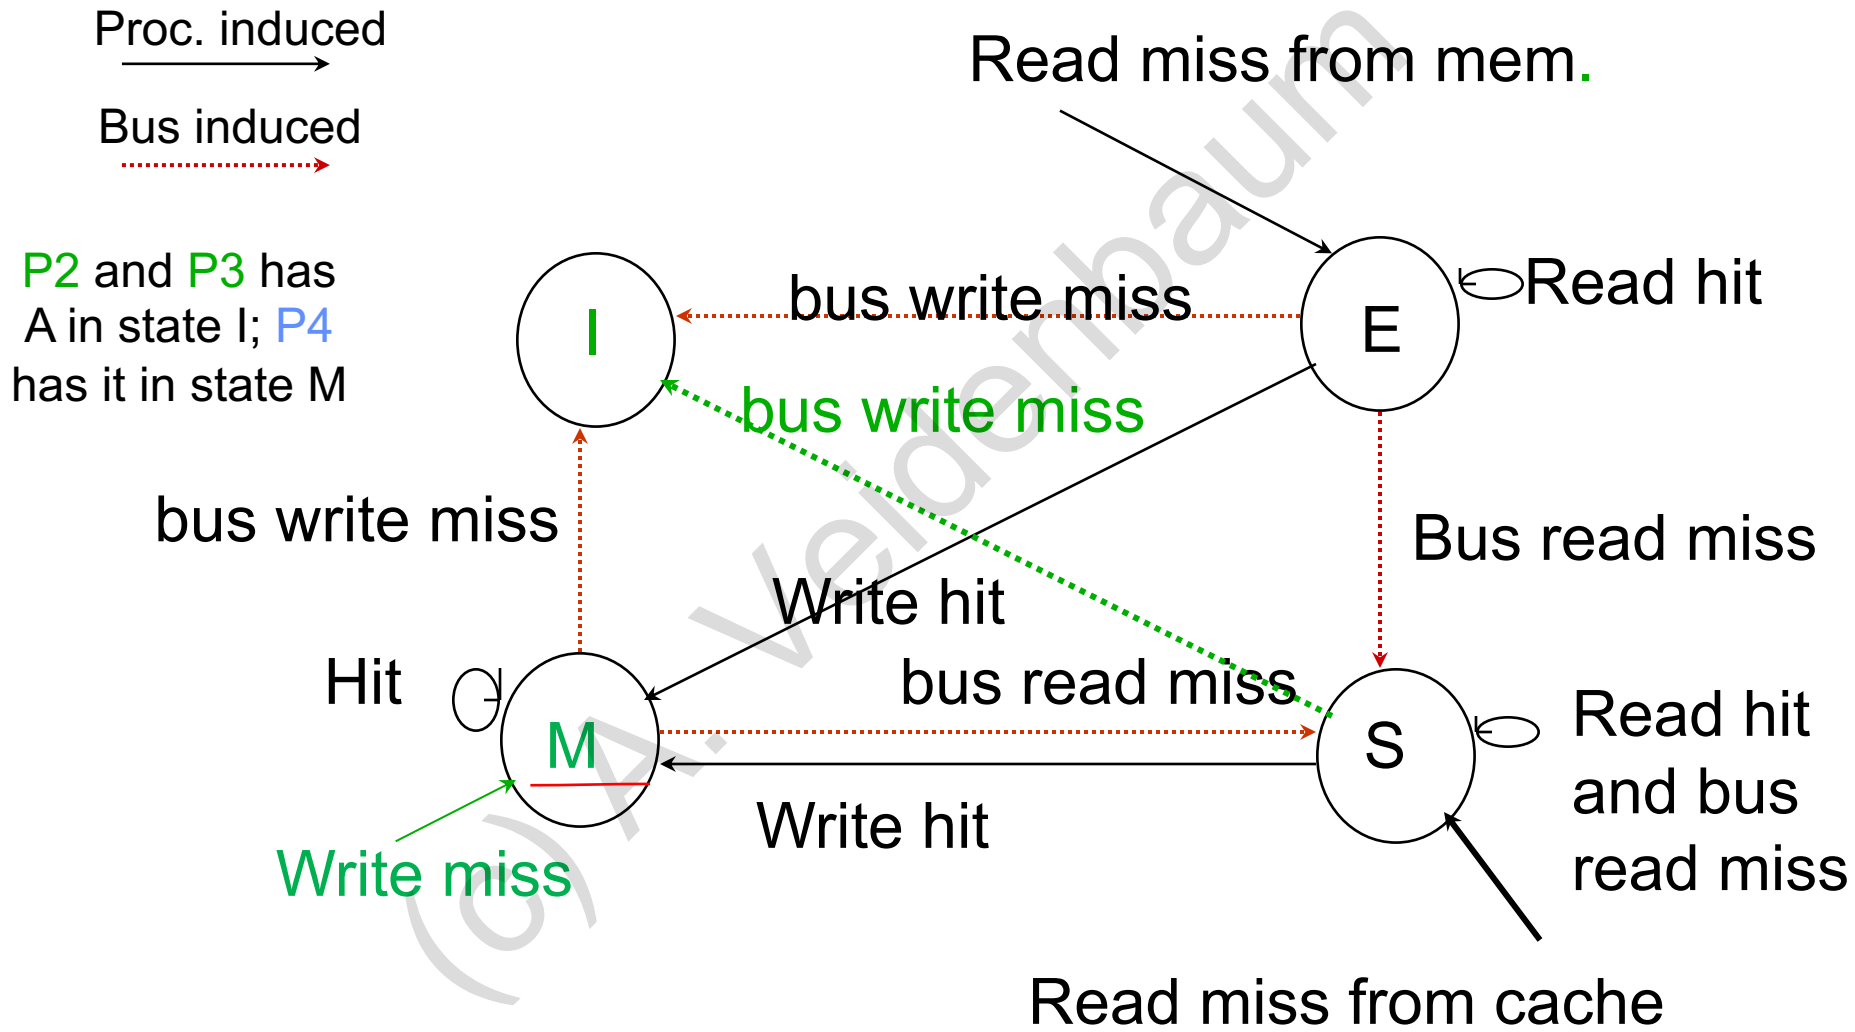 Proc. induced
Read miss from mem.
Bus induced
P2 and P3 has
A in state I; P4
has it in state M
bus write miss
Read hit
I
E
bus write miss
bus write miss
Bus read miss
Write hit
Hit
bus read miss
Read hit
and bus
read miss
M
S
Write hit
Write miss
Read miss from cache
(c) A. Veidenbaum